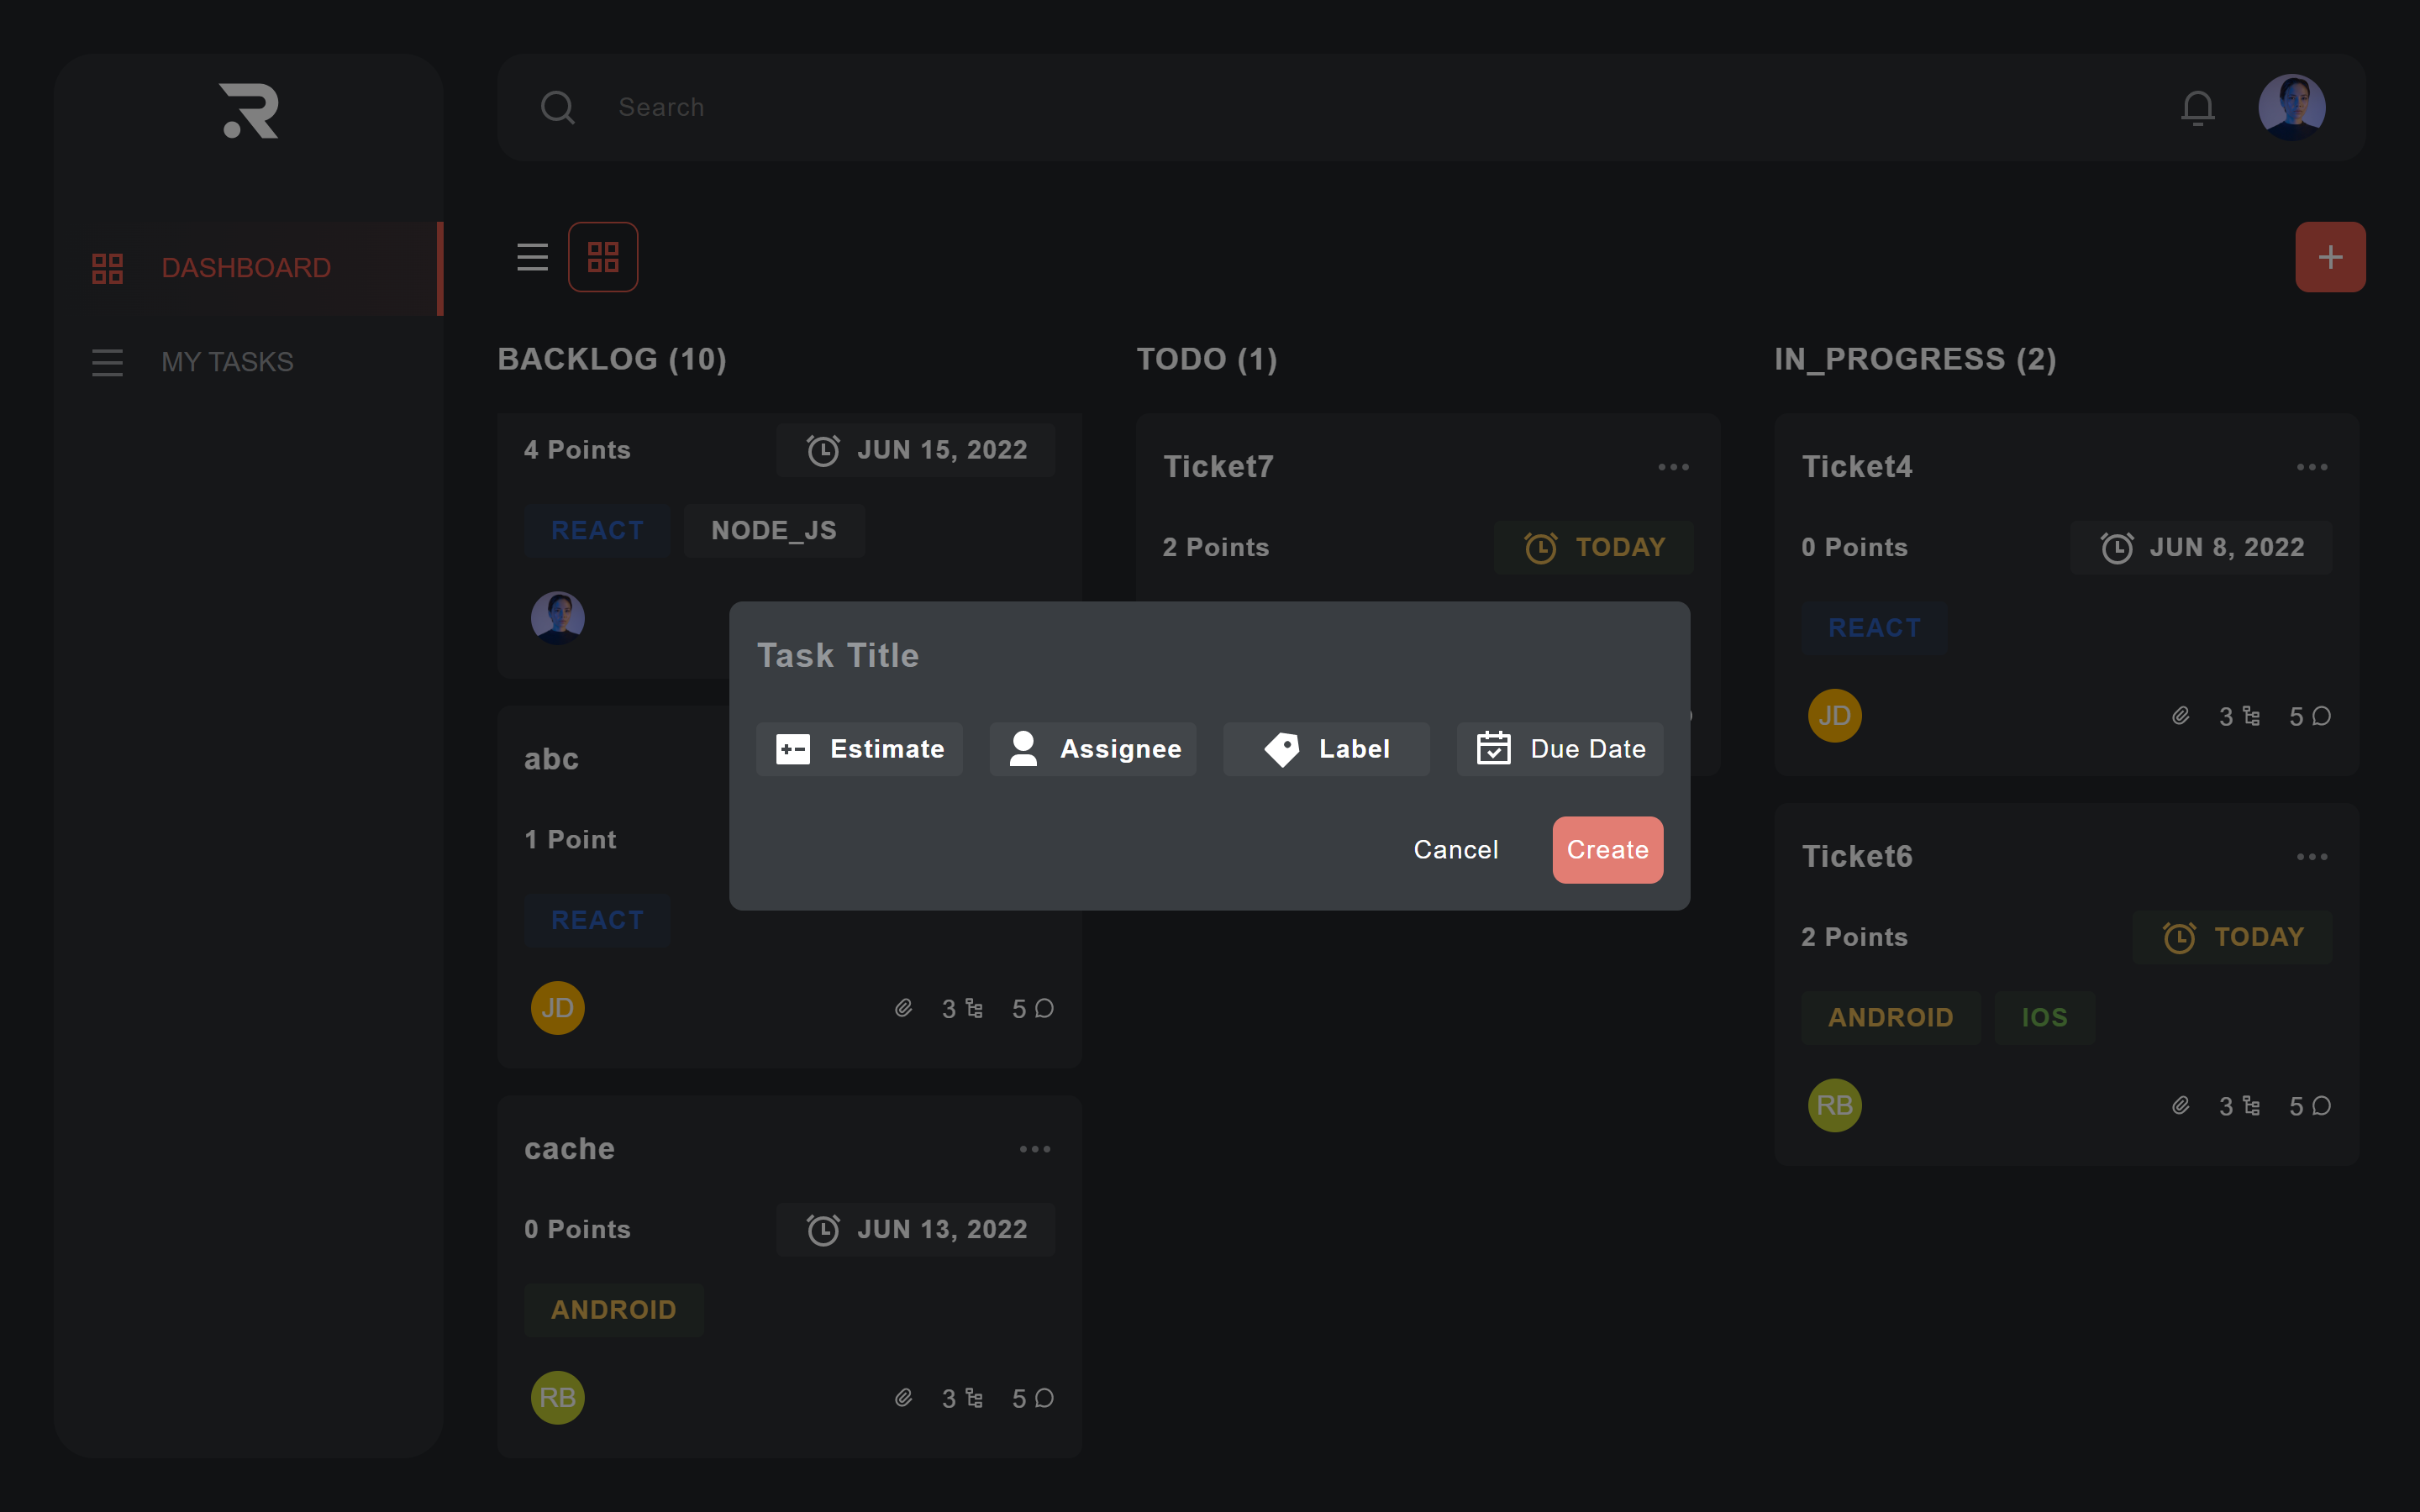 Search
DASHBOARD
MY TASKS
BACKLOG (10)
4 Points
JUN 15, 2022
REACT
NODE_JS
abc
1 Point
REACT
JD
3
5
cache
0 Points
JUN 13, 2022
ANDROID
RB
3
5
TODO (1)
Ticket7
2 Points
TODAY
IN_PROGRESS (2)
Ticket4
0 Points
JUN 8, 2022
REACT
JD
3
5
Ticket6
2 Points
TODAY
ANDROID
IOS
RB
3
5
Task Title
Estimate
Assignee
Label
Due Date
Cancel
Create